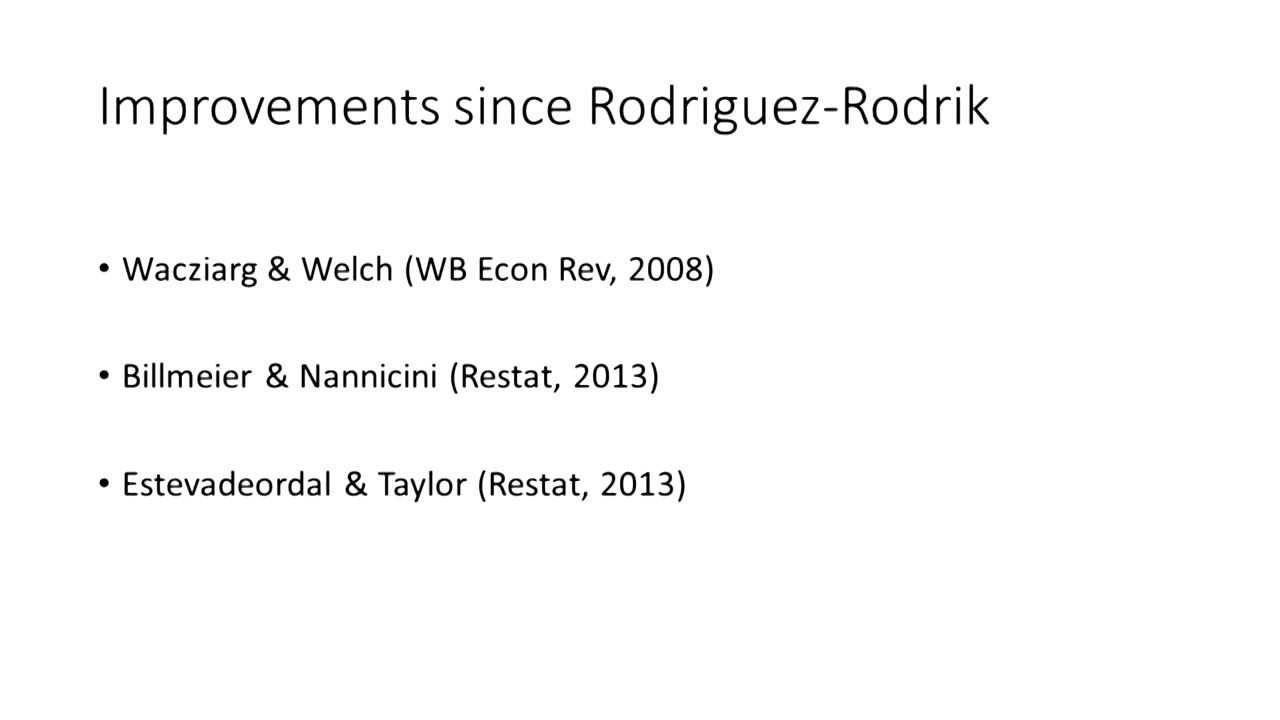 Improvements since Rodriguez-Rodrik
• Wacziarg & Welch (WB Econ Rev, 2008)
• Billmeier & Nannicini (Restat, 2013)
• Estevadeordal & Taylor (Restat, 2013)